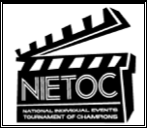 NIETOC
NATIONAL INDIVIDUAL EVENTS
TOURNAMENT OF CHAMPIONS